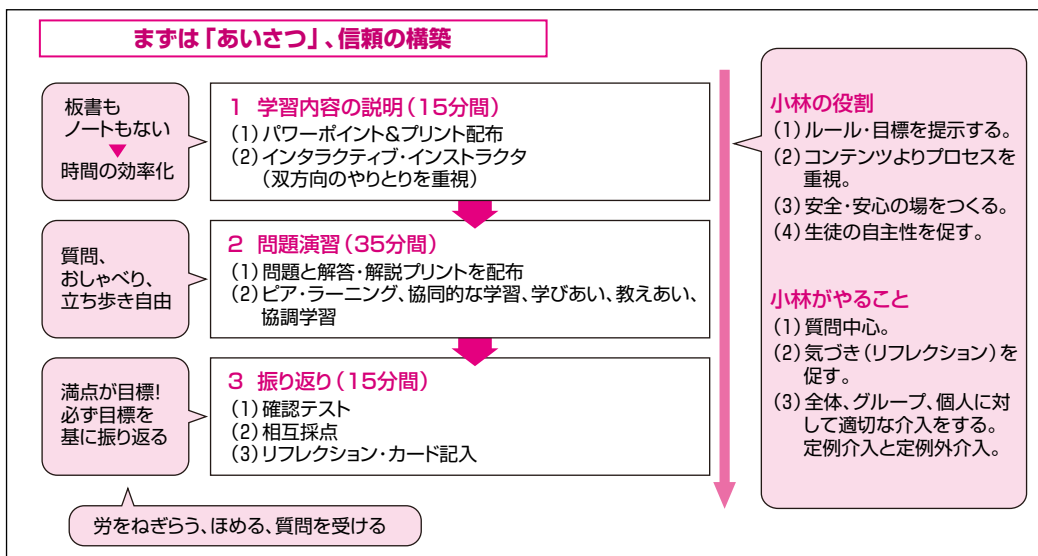 まずは「あいさつ」、信頼の構築
板書も
ノートもない
時間の効率化
1 学習内容の説明(15分間)
(1)パワーポイント&プリント配布
(2)インタラクティブ・インストラクタ
(双方向のやりとりを重視)
質問、
おしゃべり、
立ち歩き自由
2 問題演習(35分間)
(1)問題と解答・解説プリントを配布
(2)ピア・ラーニング、協同的な学習、学びあい、教えあい、
協調学習
満点が目標!
必ず目標を
基に振り返る
3 振り返り(15分間)
(1)確認テスト
(2)相互採点
(3)リフレクション・カード記入
労をねぎらう、ほめる、質問を受ける
小林の役割
(1)ルール・目標を提示する。
(2)コンテンツよりプロセスを
重視。
(3)安全・安心の場をつくる。
(4)生徒の自主性を促す。
小林がやること
(1)質問中心。
(2)気づき(リフレクション)を
促す。
(3)全体、グループ、個人に対
して適切な介入をする。
定例介入と定例外介入。